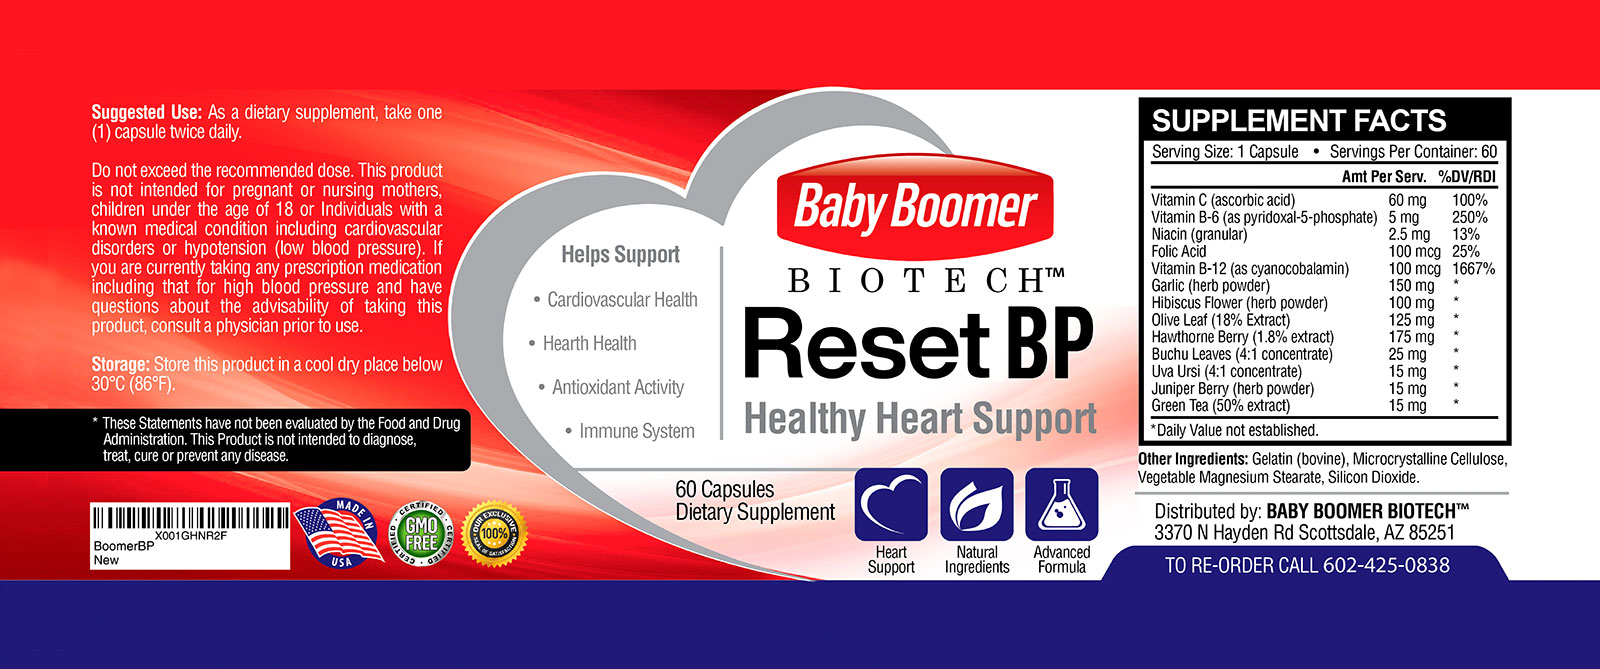 Suggested Use: As a dietary supplement, take one
(1) capsule twice daily.
Do not exceed the recommended dose. This product
is not intended for pregnant or nursing mothers,
children under the age of 18 or Individuals with a
known medical condition including cardiovascular
disorders or hypotension (low blood pressure). If
you are currently taking any prescription medication
including that for high blood pressure and have
questions about the advisability of taking this
product, consult a physician prior to use.
Storage: Store this product in a cool dry place below
30°C (86°F).
* These Statements have not been evaluated by the Food and Drug
Administration. This Product is not intended to diagnose,
treat, cure or prevent any disease.
X001GHNR2F
BoomerBP
New
MADE IN
USA
CERTIFIED
GMO
FREE
CERTIFIED
CERTIFIED
CERTIFIED
OUR EXCLUSIVE
100%
SEAL OF SATISFACTION
Helps Support
• Cardiovascular Health
• Hearth Health
• Antioxidant Activity
• Immune System
Baby Boomer
BIOTECH™
Reset BP
Healthy Heart Support
60 Capsules
Dietary Supplement
Heart
Support
Natural
Ingredients
Advanced
Formula
SUPPLEMENT FACTS
Serving Size: 1 Capsule • Servings Per Container: 60
Amt Per Serv. %DV/RDI
Vitamin C (ascorbic acid) 60 mg 100%
Vitamin B-6 (as pyridoxal-5-phosphate) 5 mg 250%
Niacin (granular) 2.5 mg 13%
Folic Acid 100 mcg 25%
Vitamin B-12 (as cyanocobalamin) 100 mcg 1667%
Garlic (herb powder) 150 mg *
Hibiscus Flower (herb powder) 100 mg *
Olive Leaf (18% Extract) 125 mg *
Hawthorne Berry (1.8% extract) 175 mg *
Buchu Leaves (4:1 concentrate) 25 mg *
Uva Ursi (4:1 concentrate) 15 mg *
Juniper Berry (herb powder) 15 mg *
Green Tea (50% extract) 15 mg *
*Daily Value not established.
Other Ingredients: Gelatin (bovine), Microcrystalline Cellulose,
Vegetable Magnesium Stearate, Silicon Dioxide.
Distributed by: BABY BOOMER BIOTECH™
3370 N Hayden Rd Scottsdale, AZ 85251
TO RE-ORDER CALL 602-425-0838